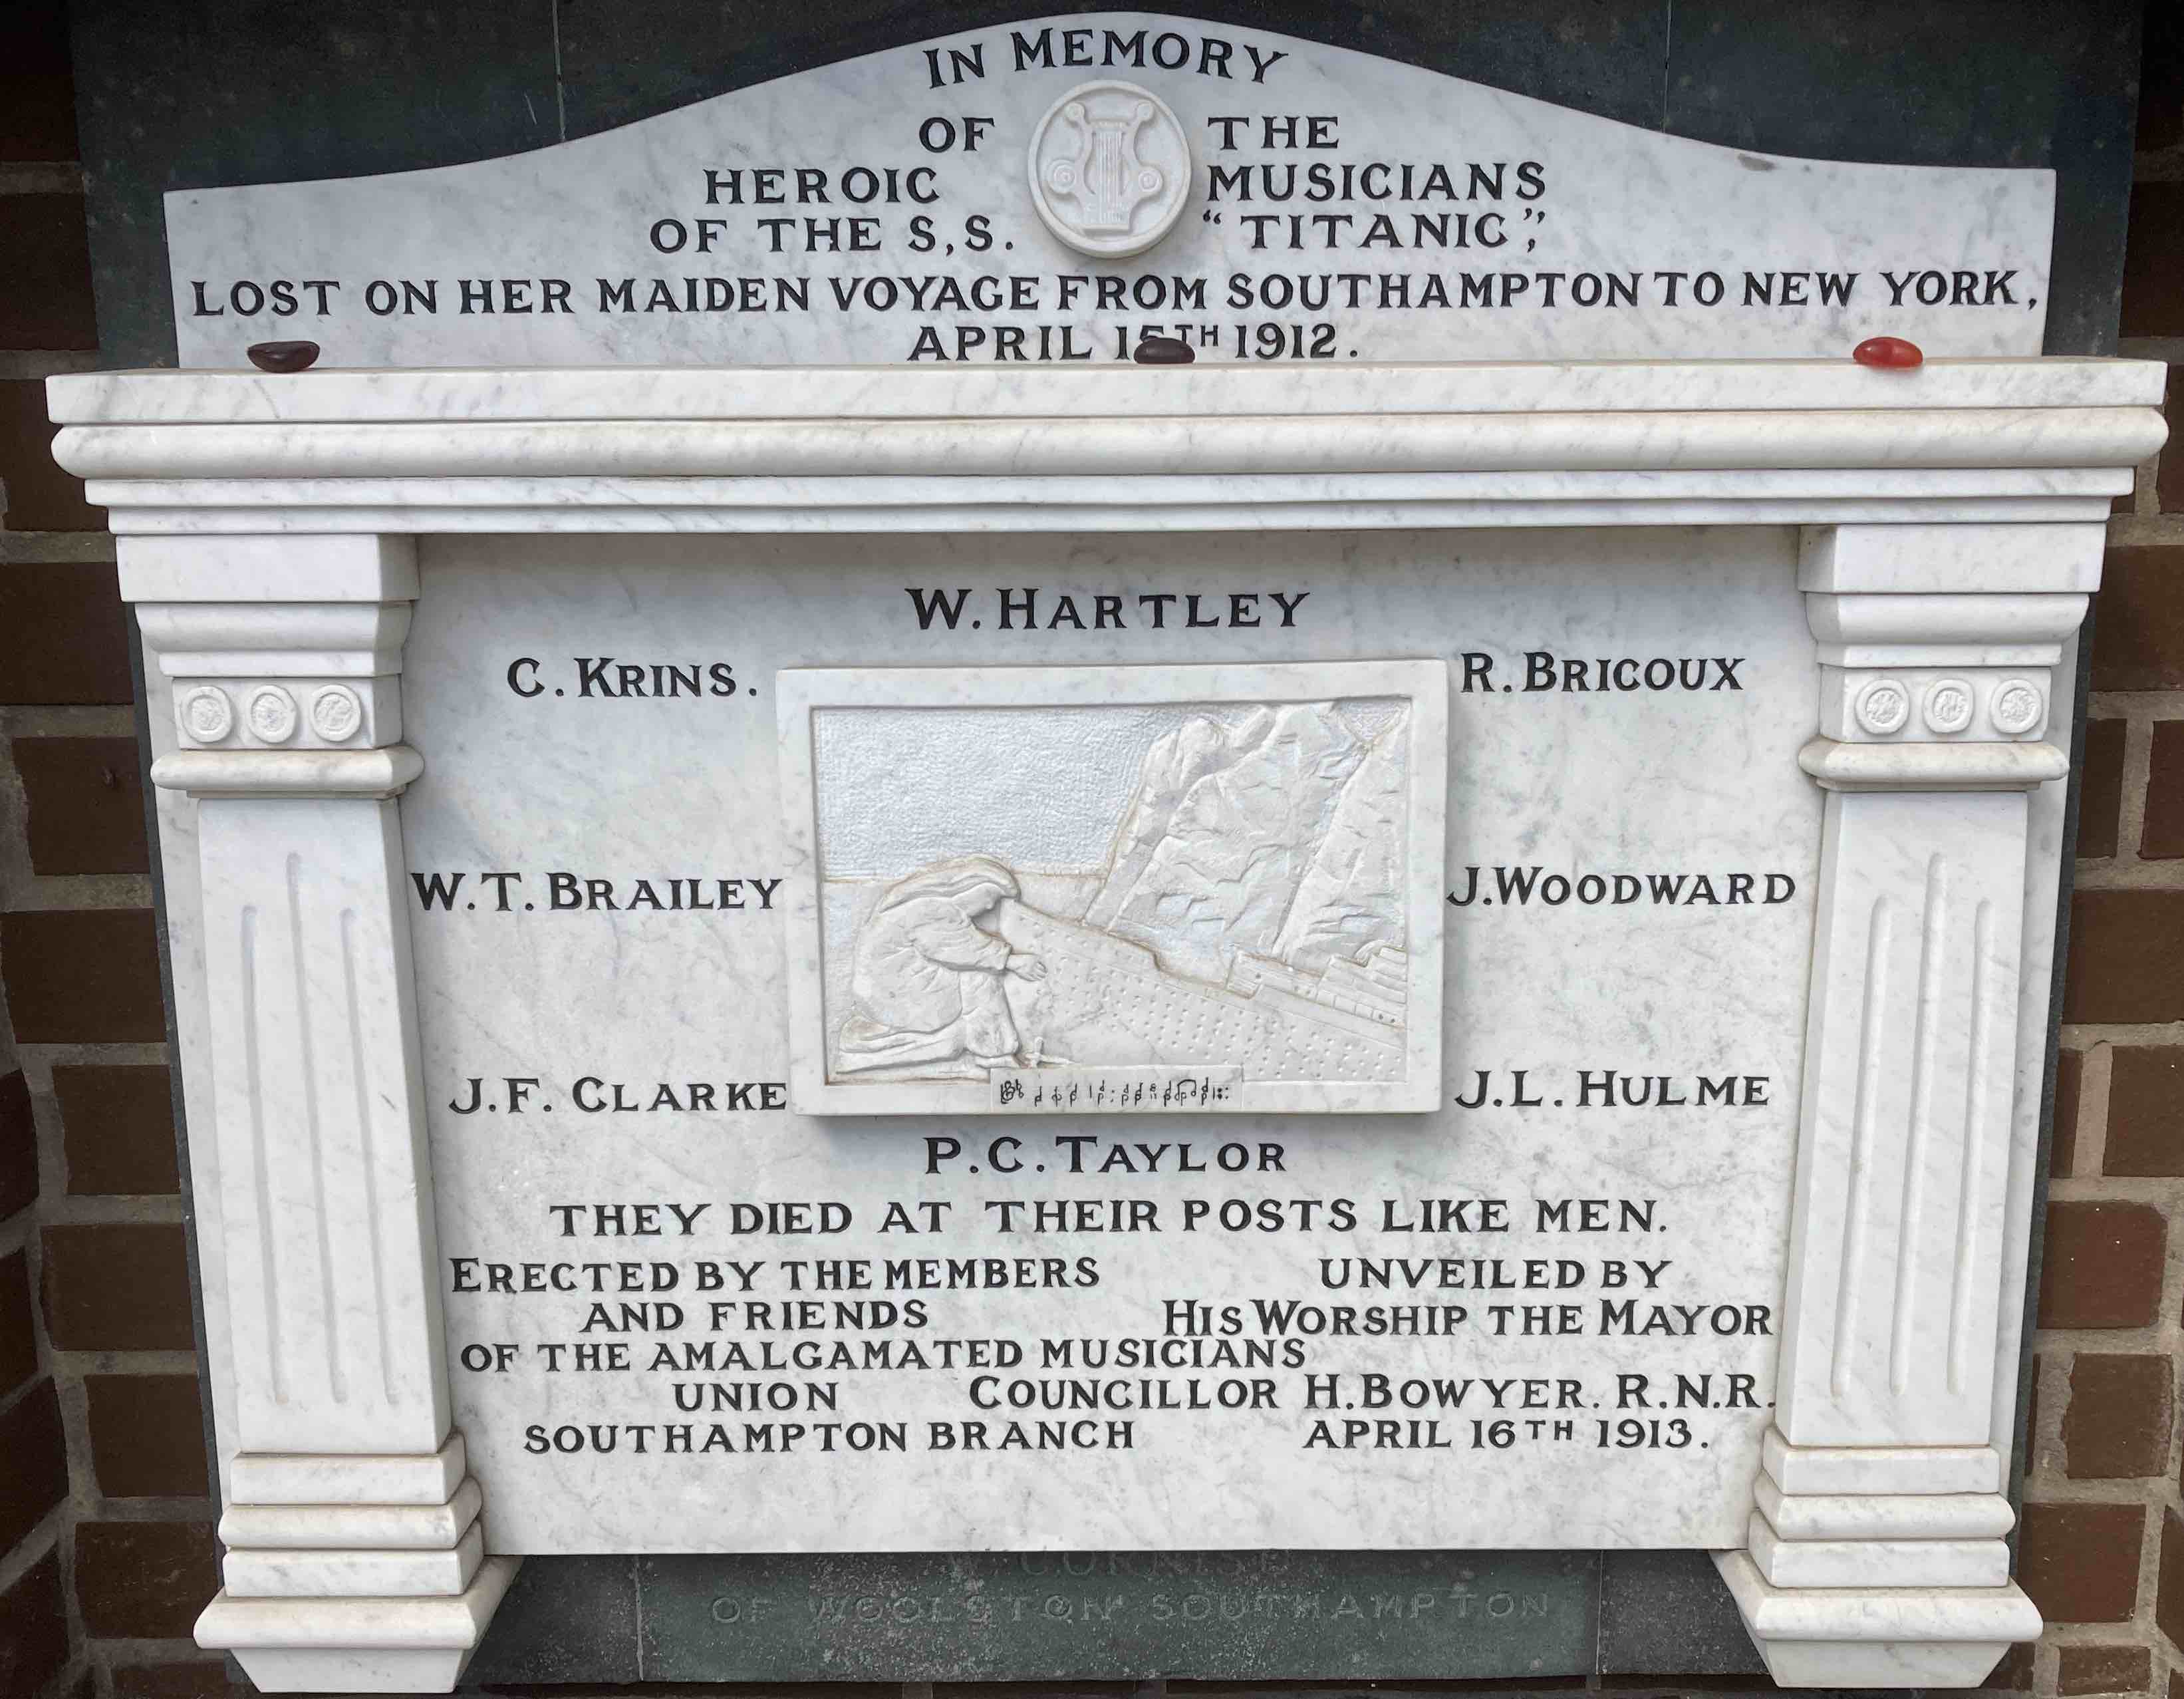 IN MEMORY
OF THE
HEROIC MUSICIANS
OF THE S,S. “TITANIC”,
LOST ON HER MAIDEN VOYAGE FROM SOUTHAMPTON TO NEW YORK,
APRIL 15TH 1912.
W. HARTLEY
C. KRINS. R. BRICOUX
W. T. BRAILEY J. WOODWARD
J. F. CLARKE J. L. HULME
P. C. TAYLOR
THEY DIED AT THEIR POSTS LIKE MEN.
ERECTED BY THE MEMBERS
AND FRIENDS
OF THE AMALGAMATED MUSICIANS
UNION
SOUTHAMPTON BRANCH
UNVEILED BY
HIS WORSHIP THE MAYOR
COUNCILLOR H. BOWYER. R.N.R.
APRIL 16TH 1913.
OF WOOLSTON SOUTHAMPTON